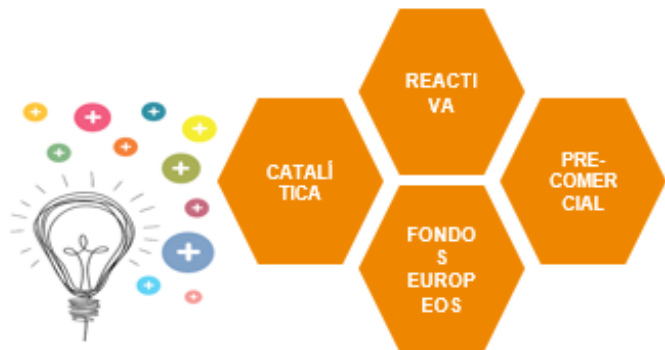 REACTI
VA
CATALÍ
TICA
PRE-
COMER
CIAL
FONDO
S
EUROP
EOS